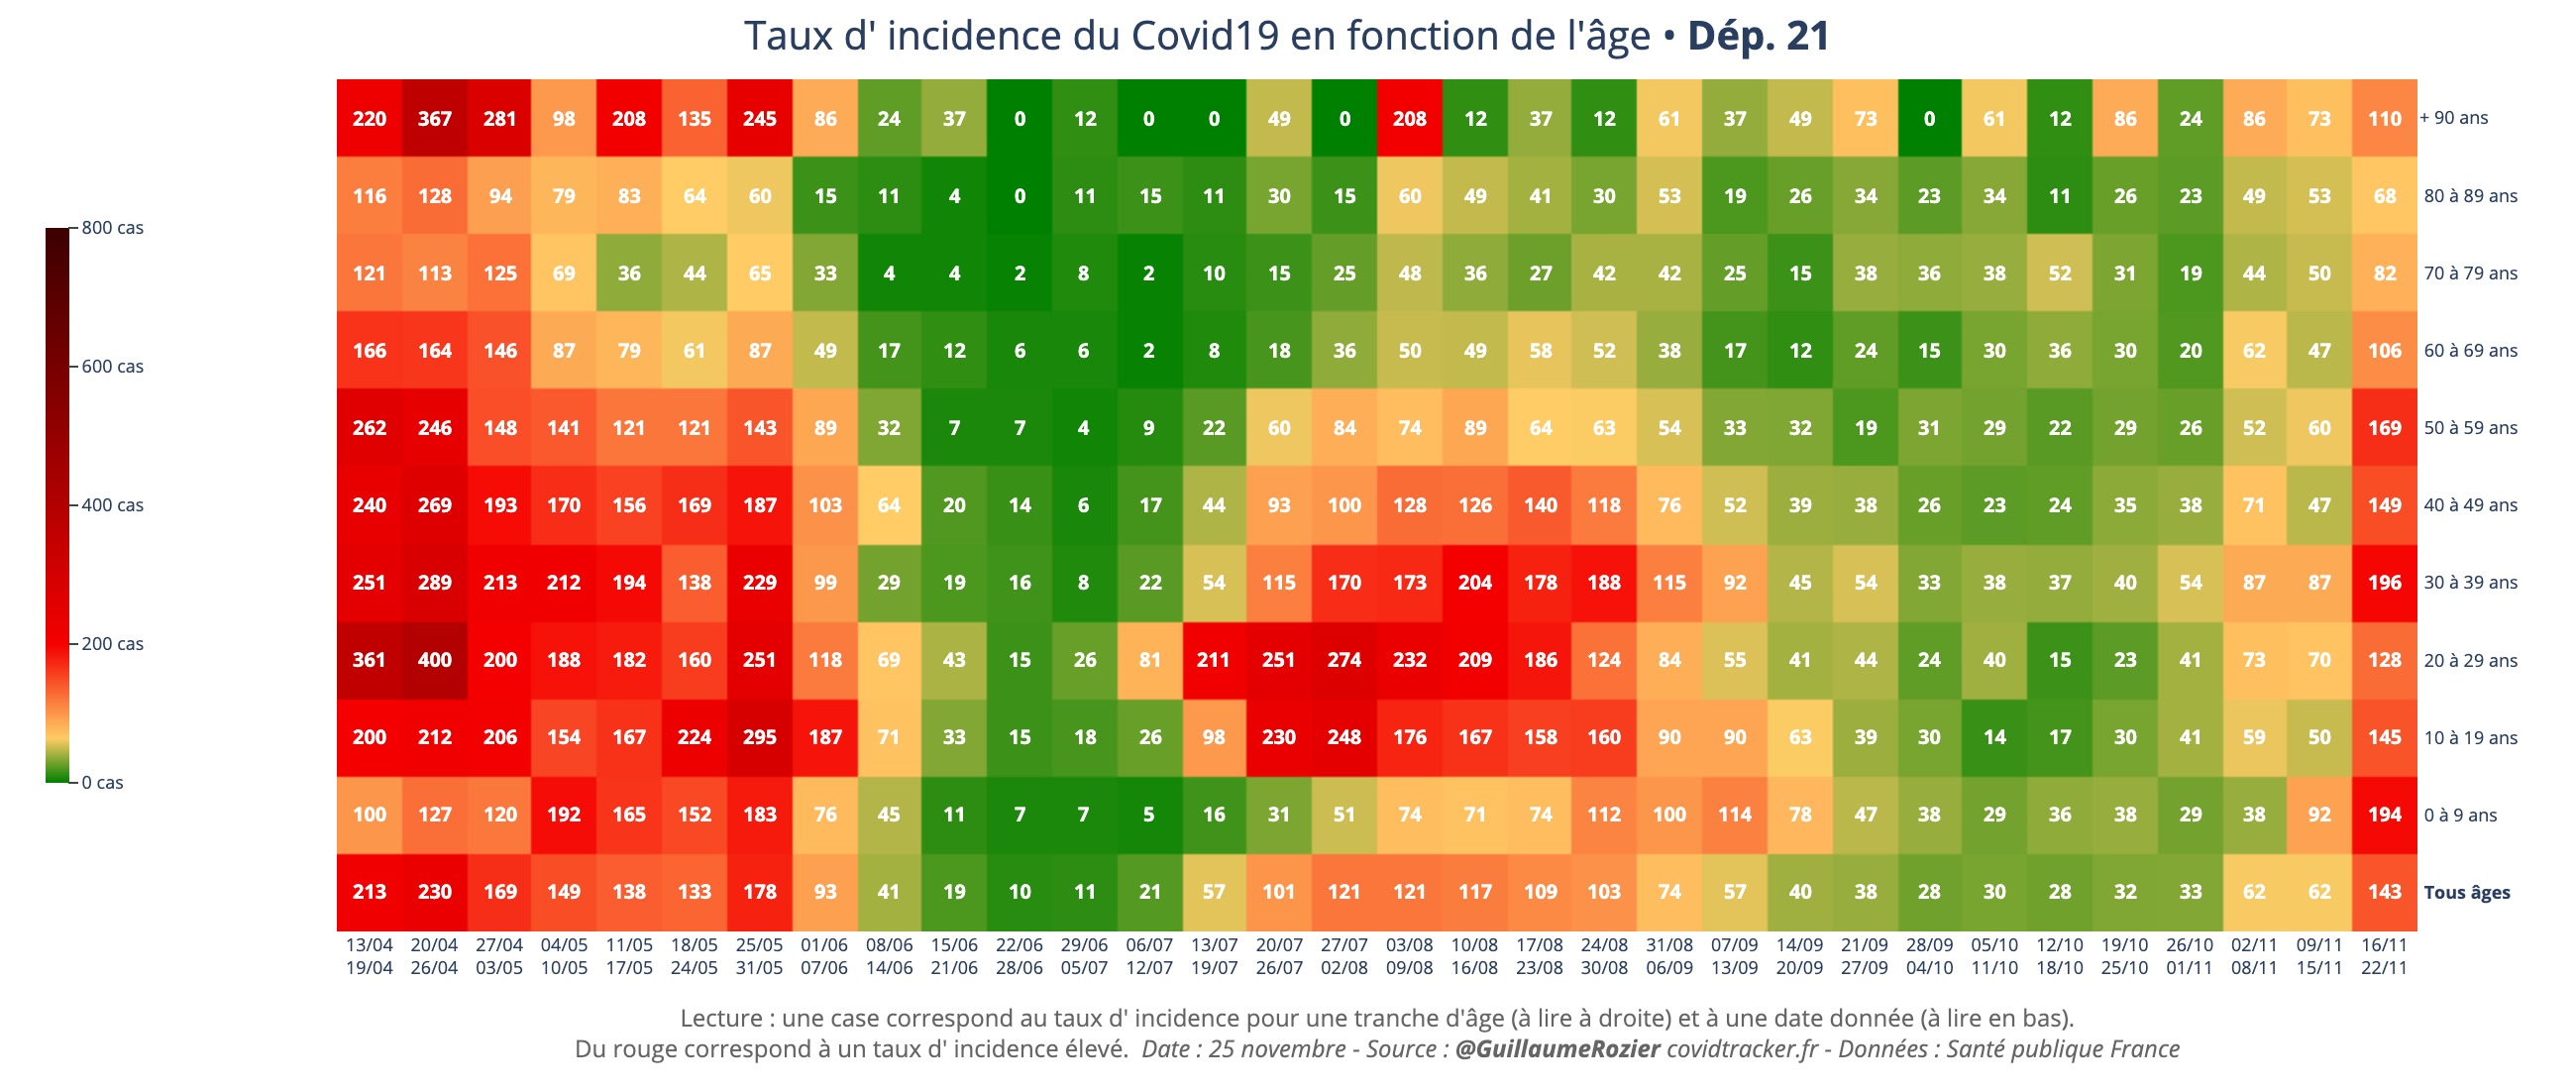 Taux d' incidence du Covid19 en fonction de l'âge • Dép. 21
220 367 281 98 208 135 245 86 24 37 0 12 0 0 49 0 208 12 37 12 61 37 49 73 0 61 12 86 24 86 73 110 + 90 ans
116 128 94 79 83 64 60 15 11 4 0 11 15 11 30 15 60 49 41 30 53 19 26 34 23 34 11 26 23 49 53 68 80 à 89 ans
800 cas
121 113 125 69 36 44 65 33 4 4 2 8 2 10 15 25 48 36 27 42 42 25 15 38 36 38 52 31 19 44 50 82 70 à 79 ans
166 164 146 87 79 61 87 49 17 12 6 6 2 8 18 36 50 49 58 52 38 17 12 24 15 30 36 30 20 62 47 106 60 à 69 ans
600 cas
262 246 148 141 121 121 143 89 32 7 7 4 9 22 60 84 74 89 64 63 54 33 32 19 31 29 22 29 26 52 60 169 50 à 59 ans
400 cas
240 269 193 170 156 169 187 103 64 20 14 6 17 44 93 100 128 126 140 118 76 52 39 38 26 23 24 35 38 71 47 149 40 à 49 ans
251 289 213 212 194 138 229 99 29 19 16 8 22 54 115 170 173 204 178 188 115 92 45 54 33 38 37 40 54 87 87 196 30 à 39 ans
200 cas
361 400 200 188 182 160 251 118 69 43 15 26 81 211 251 274 232 209 186 124 84 55 41 44 24 40 15 23 41 73 70 128 20 à 29 ans
200 212 206 154 167 224 295 187 71 33 15 18 26 98 230 248 176 167 158 160 90 90 63 39 30 14 17 30 41 59 50 145 10 à 19 ans
0 cas
100 127 120 192 165 152 183 76 45 11 7 7 5 16 31 51 74 71 74 112 100 114 78 47 38 29 36 38 29 38 92 194 0 à 9 ans
213 230 169 149 138 133 178 93 41 19 10 11 21 57 101 121 121 117 109 103 74 57 40 38 28 30 28 32 33 62 62 143 Tous âges
13/04 20/04 27/04 04/05 11/05 18/05 25/05 01/06 08/06 15/06 22/06 29/06 06/07 13/07 20/07 27/07 03/08 10/08 17/08 24/08 31/08 07/09 14/09 21/09 28/09 05/10 12/10 19/10 26/10 02/11 09/11 16/11
19/04 26/04 03/05 10/05 17/05 24/05 31/05 07/06 14/06 21/06 28/06 05/07 12/07 19/07 26/07 02/08 09/08 16/08 23/08 30/08 06/09 13/09 20/09 27/09 04/10 11/10 18/10 25/10 01/11 08/11 15/11 22/11
Lecture : une case correspond au taux d' incidence pour une tranche d'âge (à lire à droite) et à une date donnée (à lire en bas).
Du rouge correspond à un taux d' incidence élevé. Date : 25 novembre - Source : @GuillaumeRozier covidtracker.fr - Données : Santé publique France